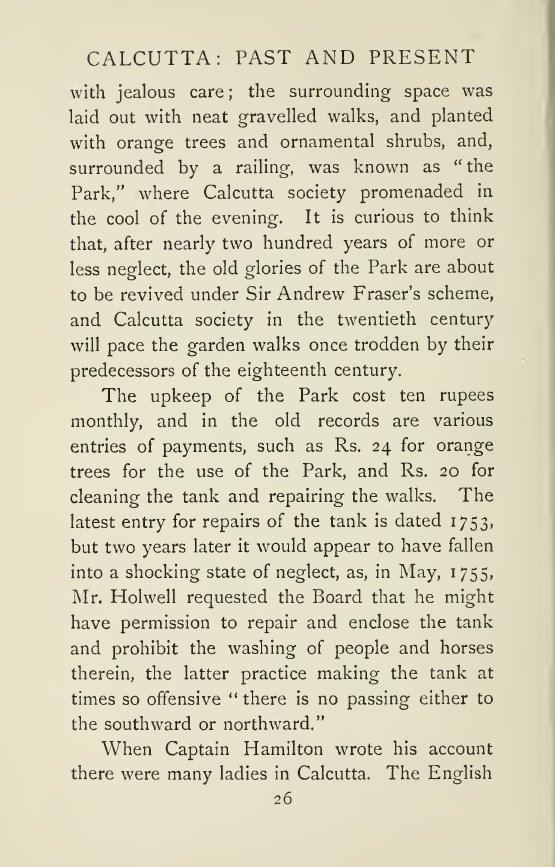 CALCUTTA: PAST AND PRESENT
with jealous care; the surrounding space was
laid out with neat gravelled walks, and planted
with orange trees and ornamental shrubs, and,
surrounded by a railing, was known as "the
Park," where Calcutta society promenaded in
the cool of the evening. It is curious to think
that, after nearly two hundred years of more or
less neglect, the old glories of the Park are about
to be revived under Sir Andrew Fraser's scheme,
and Calcutta society in the twentieth century
will pace the garden walks once trodden by their
predecessors of the eighteenth century.
The upkeep of the Park cost ten rupees
monthly, and in the old records are various
entries of payments, such as Rs. 24 for orange
trees for the use of the Park, and Rs. 20 for
cleaning the tank and repairing the walks. The
latest entry for repairs of the tank is dated 1753,
but two years later it would appear to have fallen
into a shocking state of neglect, as, in May, 1755,
Mr. Holwell requested the Board that he might
have permission to repair and enclose the tank
and prohibit the washing of people and horses
therein, the latter practice making the tank at
times so offensive "there is no passing either to
the southward or northward."
When Captain Hamilton wrote his account
there were many ladies in Calcutta. The English
26